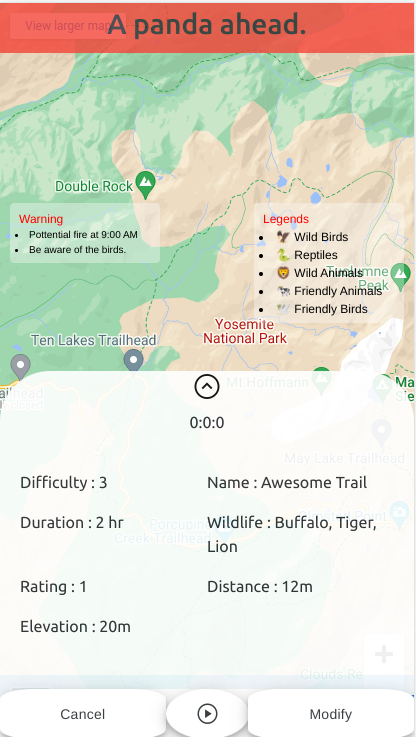 View larger map
A panda ahead.
Double Rock
Warning
Pottential fire at 9:00 AM
Be aware of the birds.
Legends
Wild Birds
Reptiles
Wild Animals
Friendly Animals
Friendly Birds
Tuolumne
Peak
Yosemite
National Park
Ten Lakes Trailhead
Mt Hoffmann
May Lake Trailhead
0:0:0
Difficulty : 3
Name : Awesome Trail
Duration : 2 hr
Wildlife : Buffalo, Tiger,
Lion
Porcupine
Creek Trailhead
Point
Rating : 1
Distance : 12m
Elevation : 20m
Clouds Re
Cancel
Modify